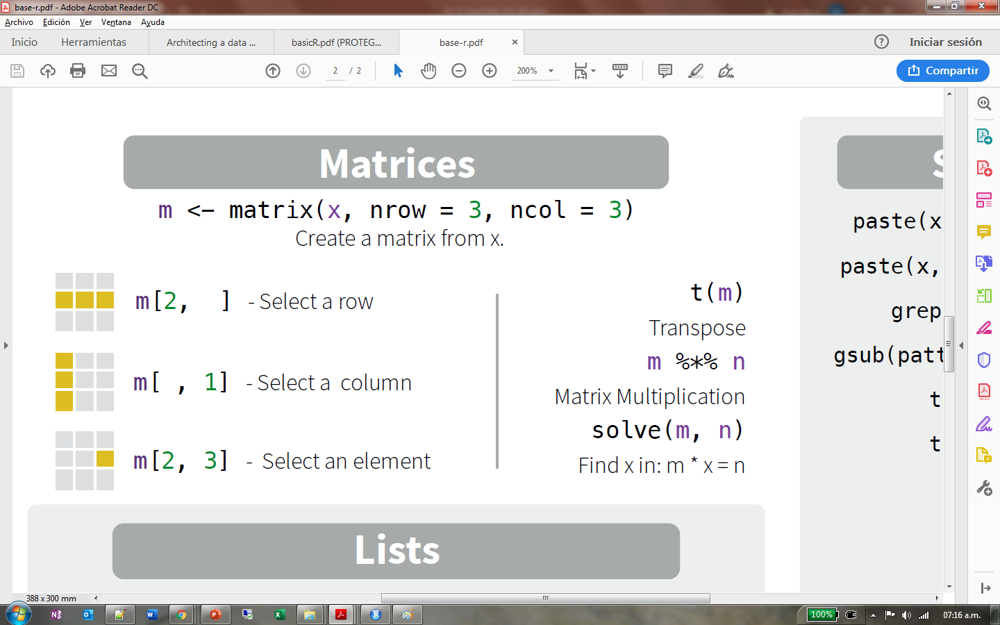 base-r.pdf - Adobe Acrobat Reader DC
Archivo Edición Ver Ventana Ayuda
Inicio Herramientas Architecting a data ... basicR.pdf (PROTEG... base-r.pdf × Iniciar sesión
2 / 2 200% Compartir
Matrices
m <- matrix(x, nrow = 3, ncol = 3)
Create a matrix from x.
m[2, ] - Select a row
m[ , 1] - Select a column
m[2, 3] - Select an element
t(m)
Transpose
m %*% n
Matrix Multiplication
solve(m, n)
Find x in: m * x = n
Lists
S
paste(x
paste(x,
grep
gsub(patt
t
t
388 x 300 mm
100% 07:16 a.m.